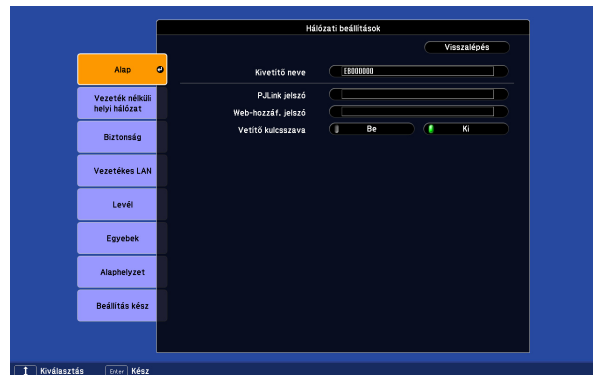 Hálózati beállítások
Visszalépés
Alap
Kivetítő neve
EB000000
Vezeték nélküli
helyi hálózat
PJLink jelszó
Web-hozzáf. jelszó
Vetítő kulcsszava
Be
Ki
Biztonság
Vezetékes LAN
Levél
Egyebek
Alaphelyzet
Beállítás kész
Kiválasztás
Enter
Kész